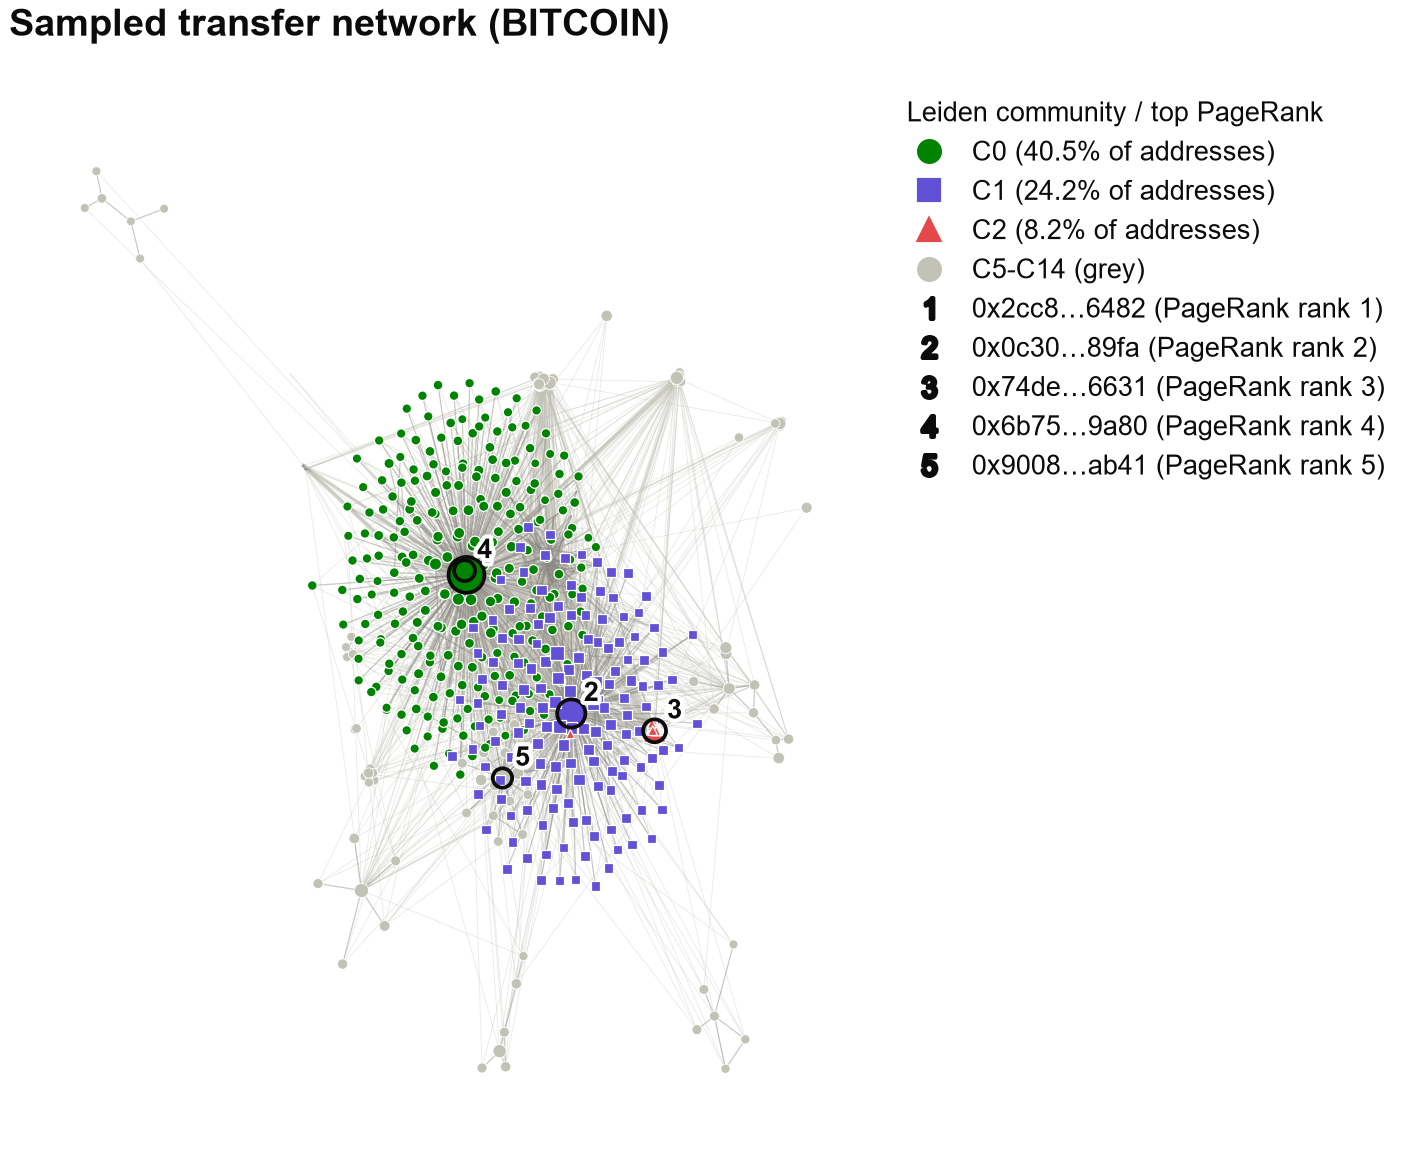 Sampled transfer network (BITCOIN)
Leiden community / top PageRank
C0 (40.5% of addresses)
C1 (24.2% of addresses)
C2 (8.2% of addresses)
C5-C14 (grey)
1 0x2cc8…6482 (PageRank rank 1)
2 0x0c30…89fa (PageRank rank 2)
3 0x74de…6631 (PageRank rank 3)
4 0x6b75…9a80 (PageRank rank 4)
5 0x9008…ab41 (PageRank rank 5)
4
2
3
5